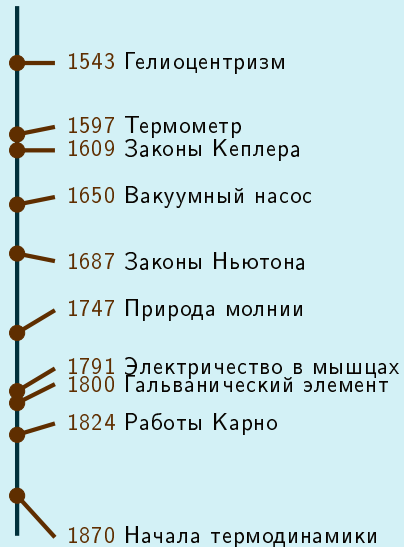 1543 Гелиоцентризм
1597 Термометр
1609 Законы Кеплера
1650 Вакуумный насос
1687 Законы Ньютона
1747 Природа молнии
1791 Электричество в мышцах
1800 Гальванический элемент
1824 Работы Карно
1870 Начала термодинамики